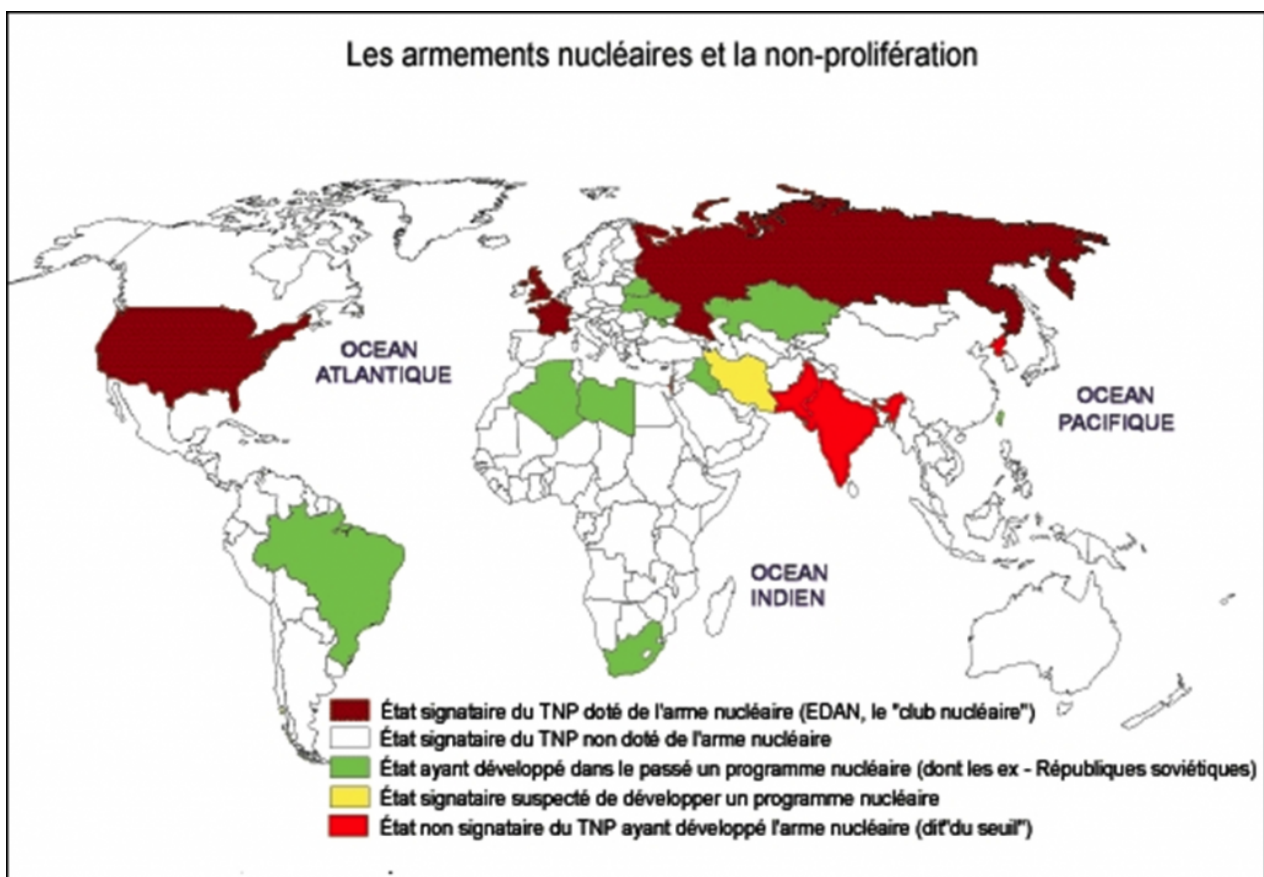 Les armements nucléaires et la non-prolifération
OCEAN
ATLANTIQUE
OCEAN
PACIFIQUE
OCEAN
INDIEN
État signataire du TNP doté de l'arme nucléaire (EDAN, le "club nucléaire")
État signataire du TNP non doté de l'arme nucléaire
État ayant développé dans le passé un programme nucléaire (dont les ex - Républiques soviétiques)
État signataire suspecté de développer un programme nucléaire
État non signataire du TNP ayant développé l'arme nucléaire (dit"du seuil")